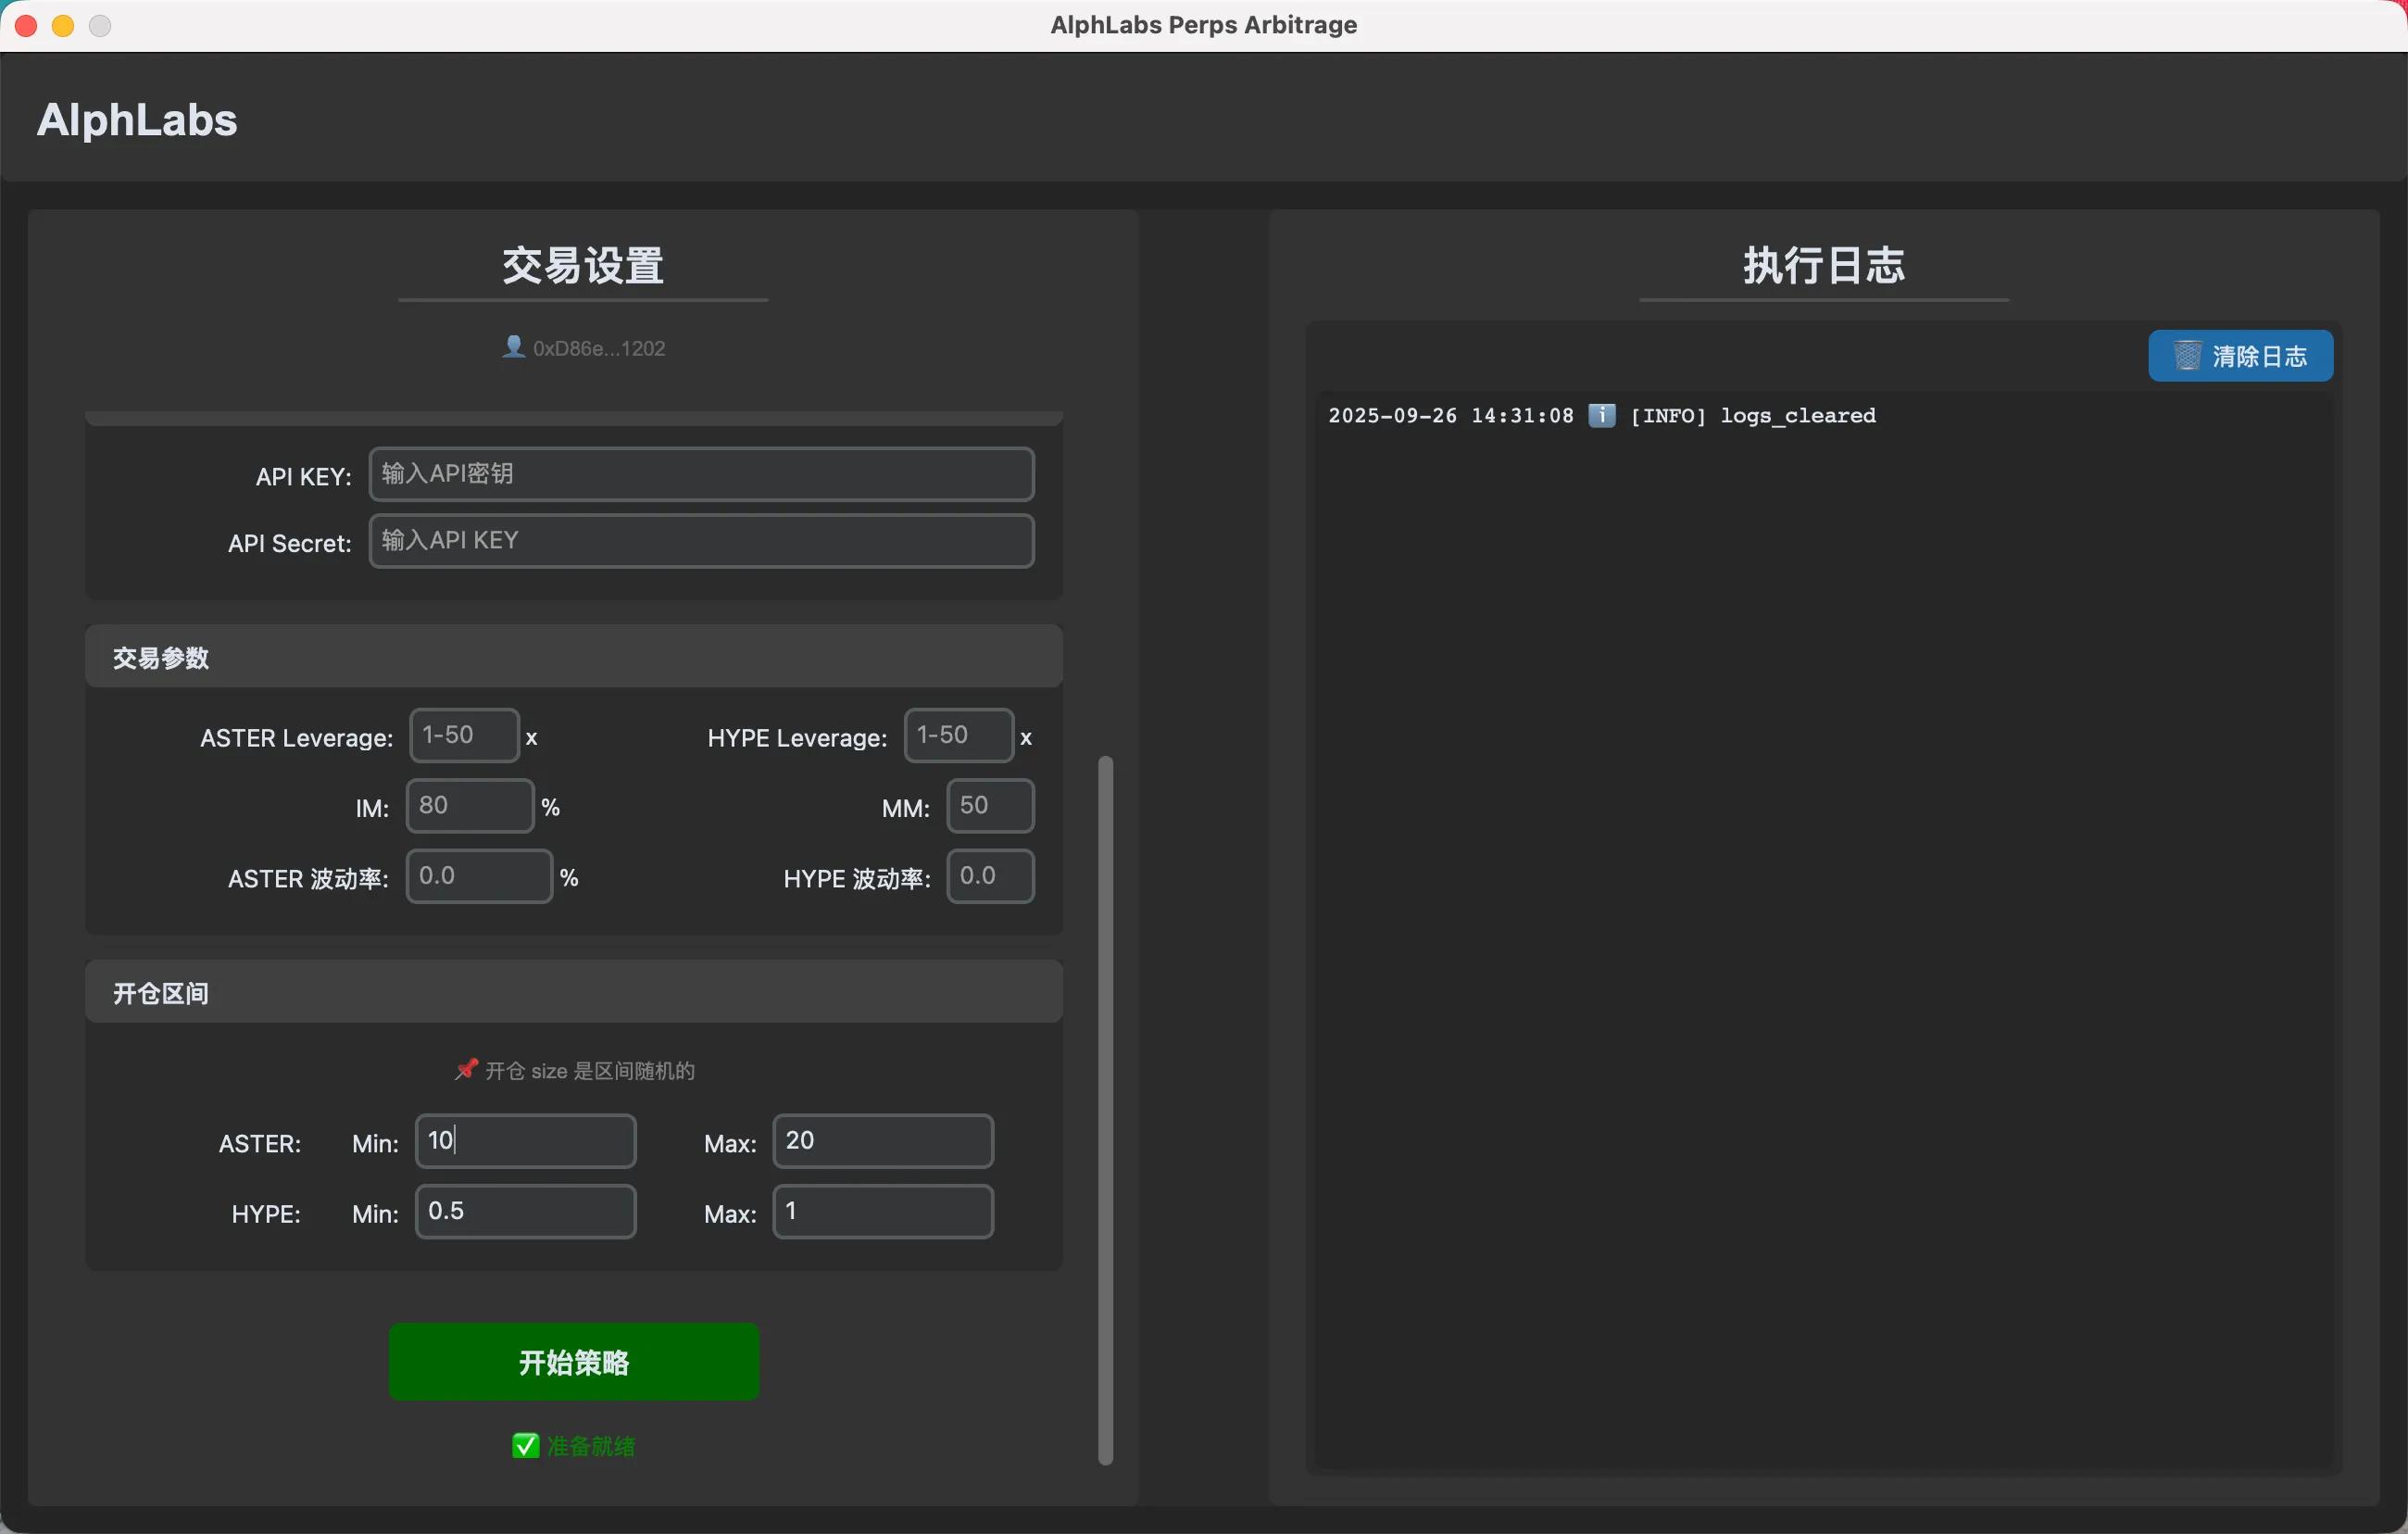 AlphLabs Perps Arbitrage
AlphLabs
交易设置
👤 0xD86e...1202
API KEY: 输入API密钥
API Secret: 输入API KEY
交易参数
ASTER Leverage: 1-50 x HYPE Leverage: 1-50 x
IM: 80 % MM: 50
ASTER 波动率: 0.0 % HYPE 波动率: 0.0
开仓区间
📌 开仓 size 是区间随机的
ASTER: Min: 10 Max: 20
HYPE: Min: 0.5 Max: 1
开始策略
✅ 准备就绪
执行日志
🗑️ 清除日志
2025-09-26 14:31:08 ℹ️ [INFO] logs_cleared